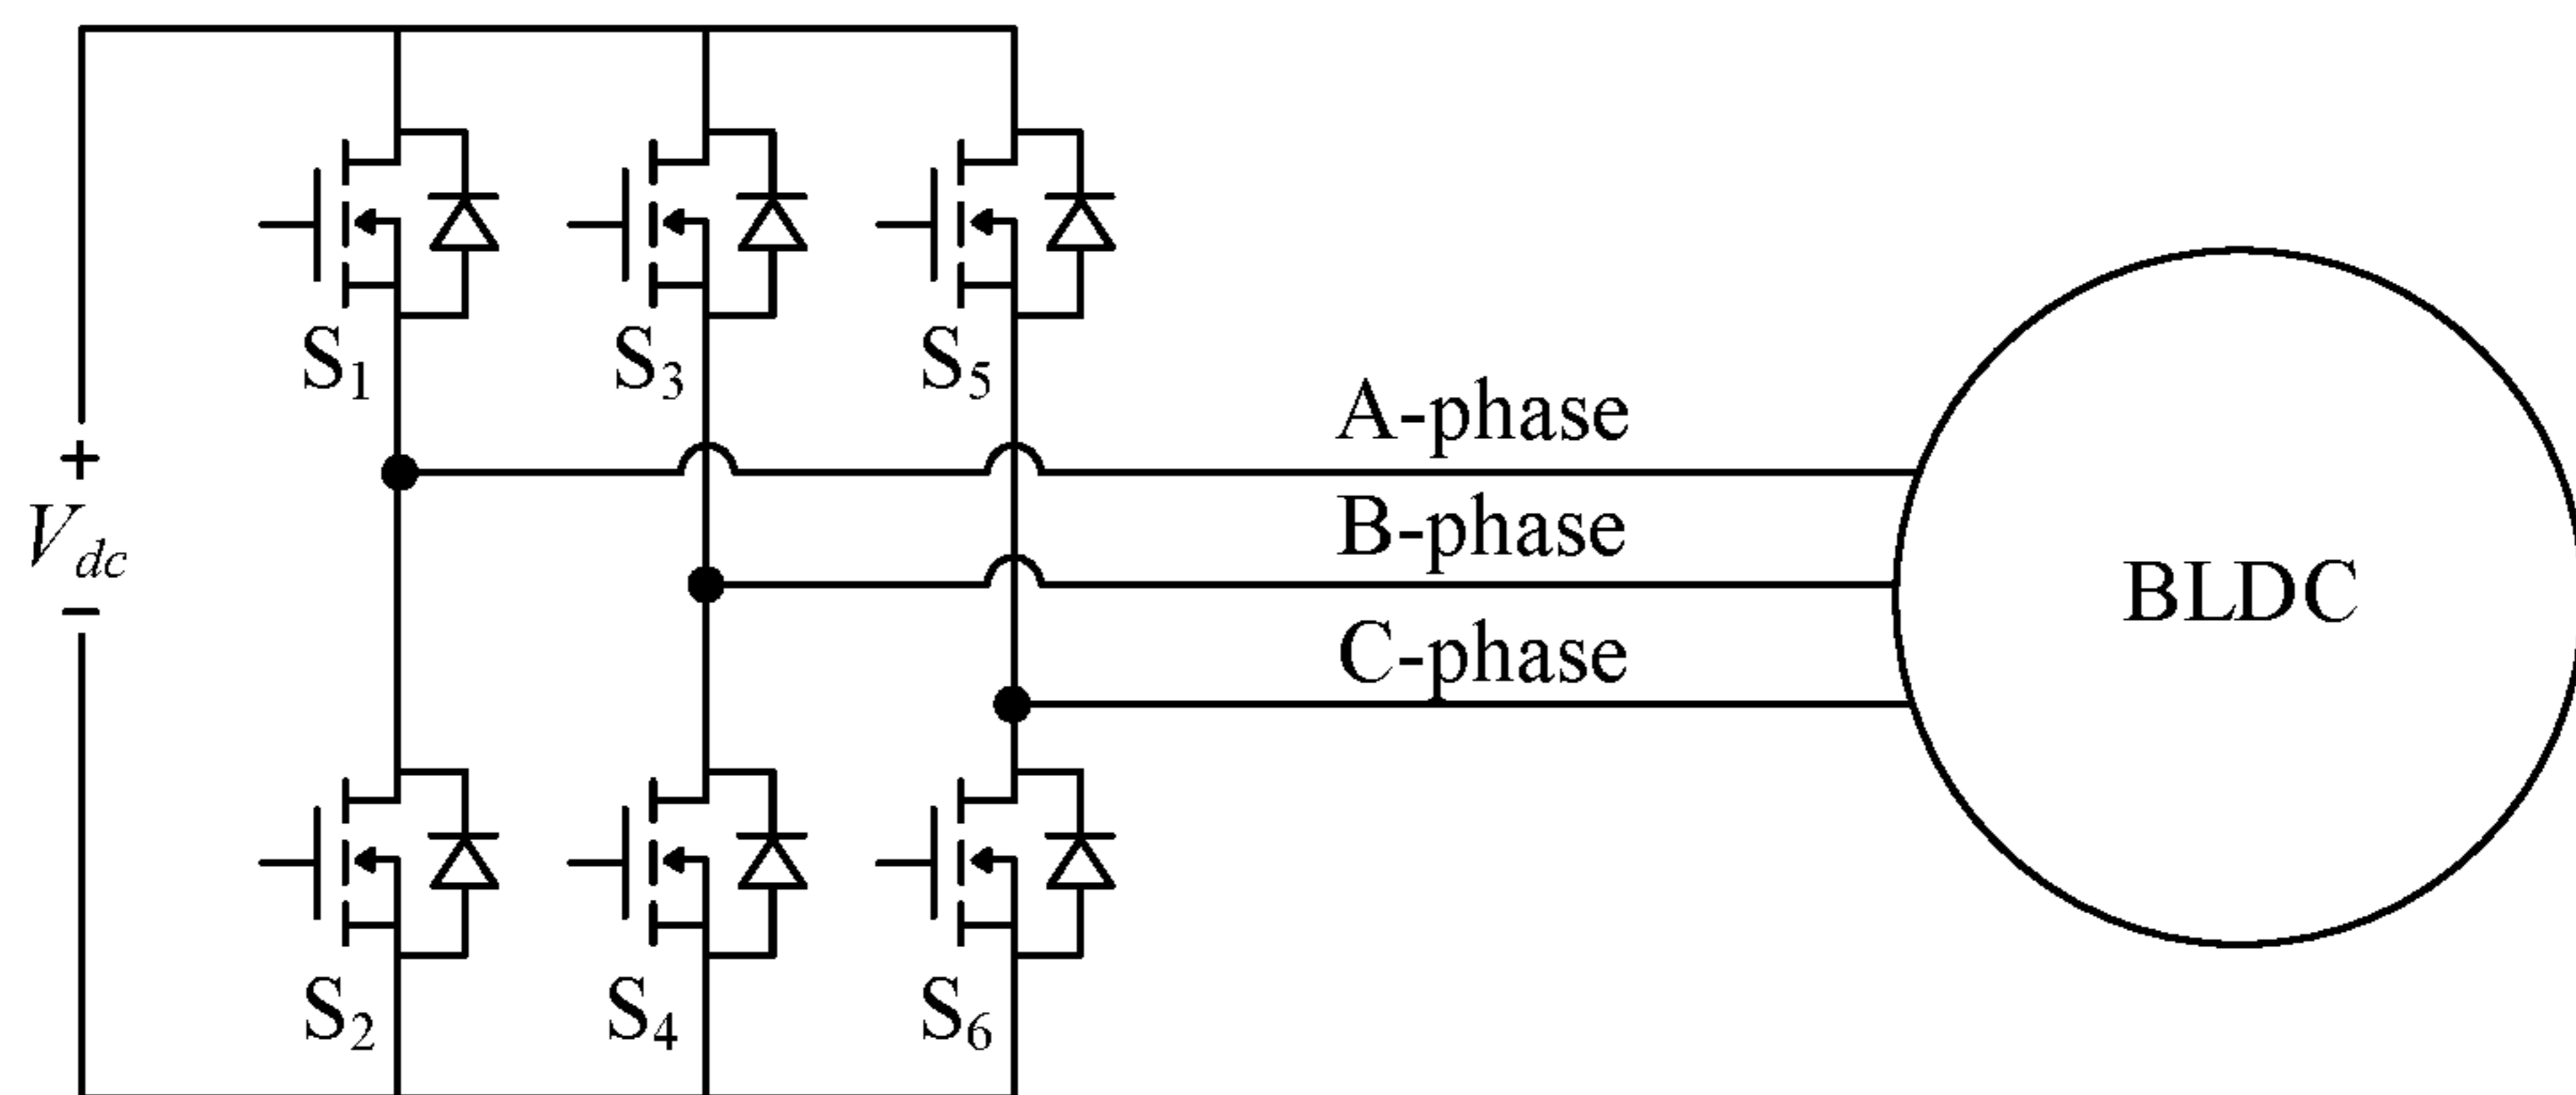 S1
S3
S5
A-phase
+
Vdc
−
B-phase
C-phase
BLDC
S2
S4
S6